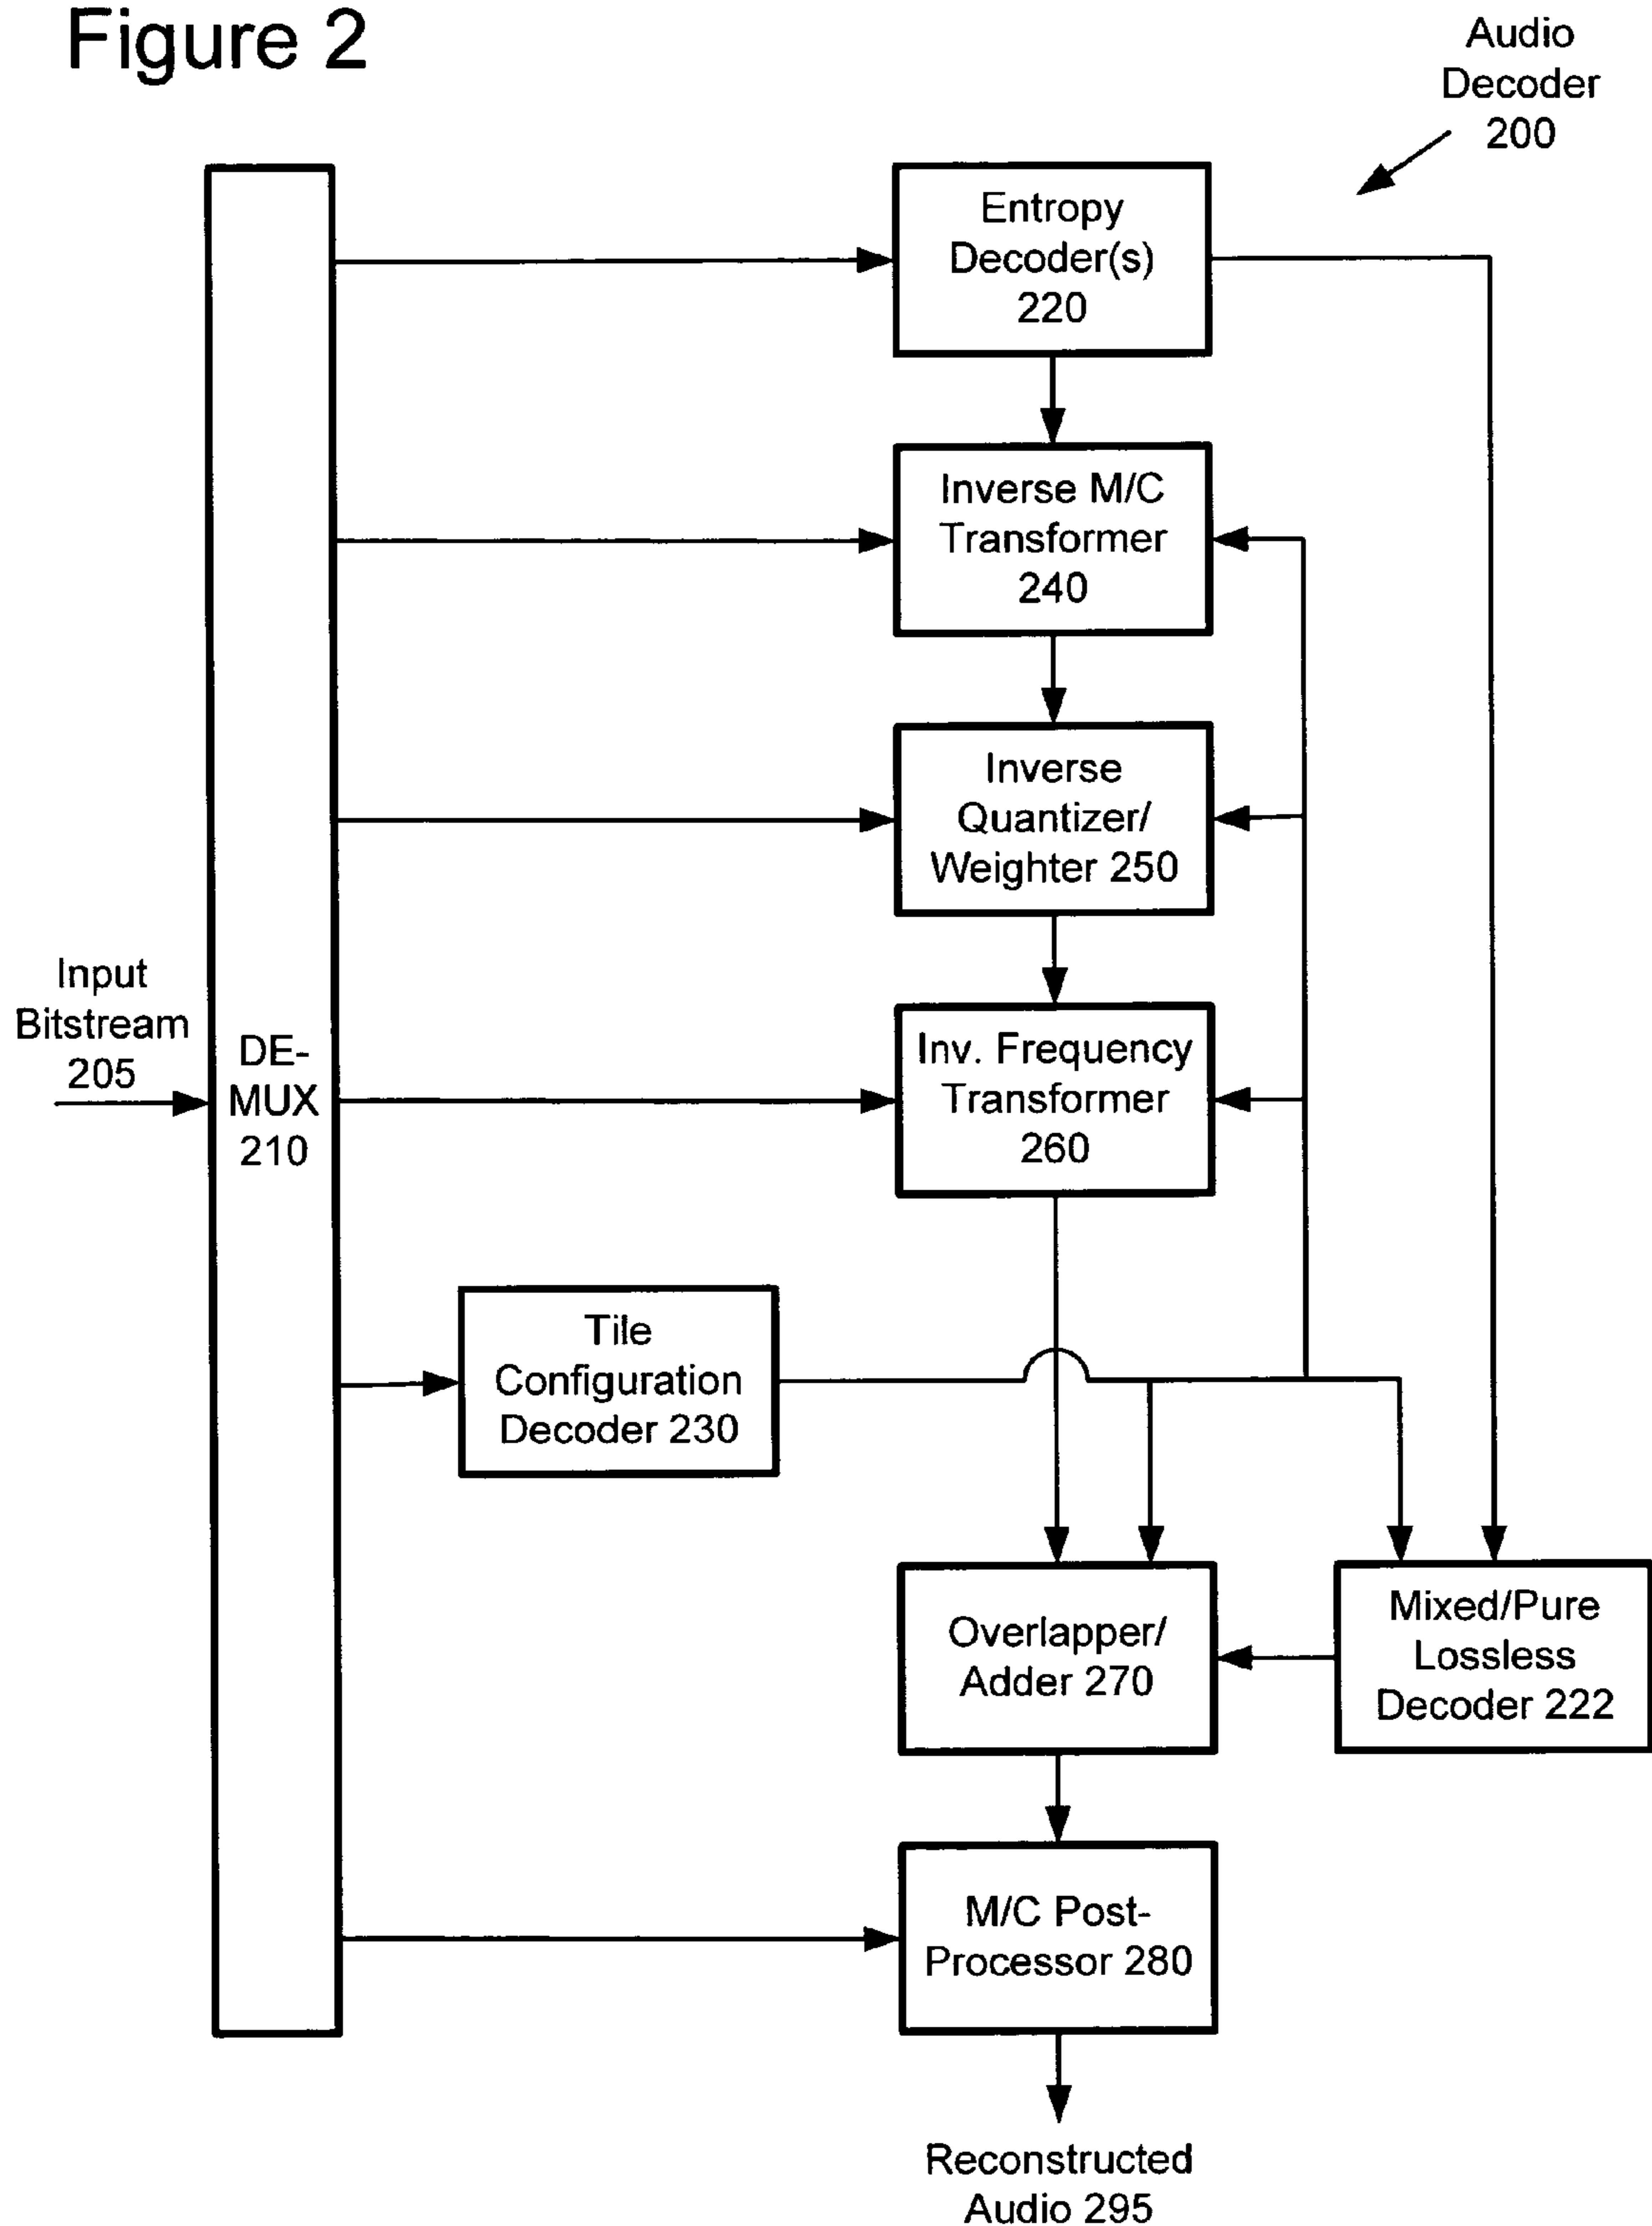 Figure 2
Audio
Decoder
200
Entropy
Decoder(s)
220
Inverse M/C
Transformer
240
Inverse
Quantizer/
Weighter 250
Input
Bitstream
205
DE-
MUX
210
Inv. Frequency
Transformer
260
Tile
Configuration
Decoder 230
Overlapper/
Adder 270
Mixed/Pure
Lossless
Decoder 222
M/C Post-
Processor 280
Reconstructed
Audio 295